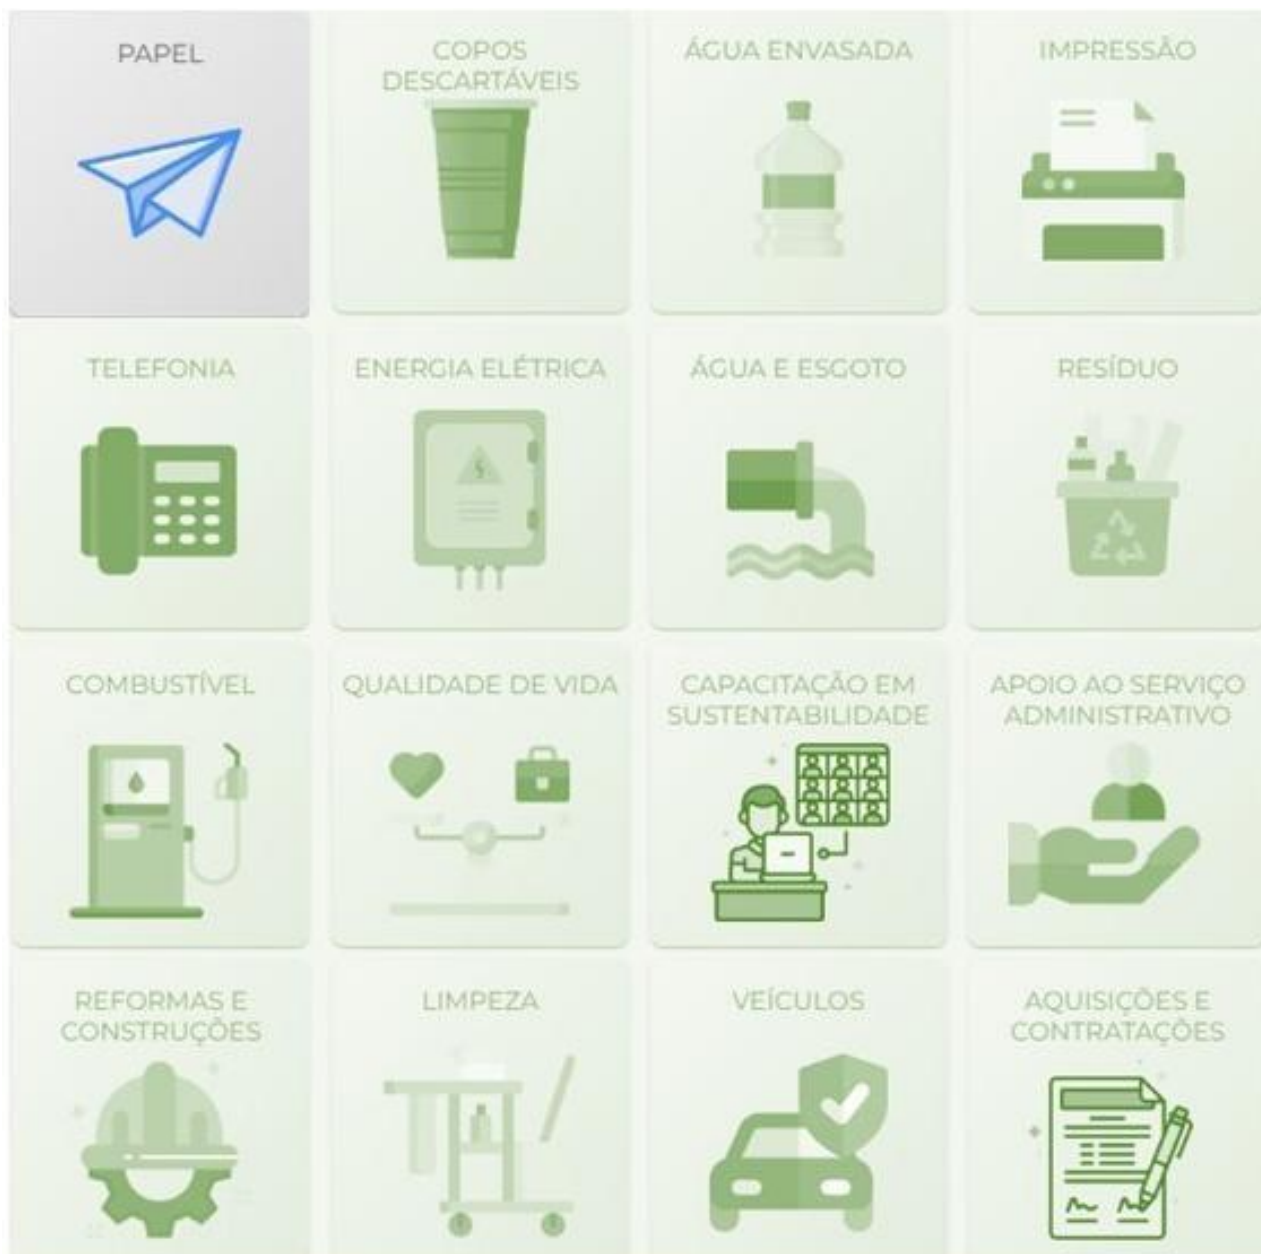 PAPEL
COPOS
DESCARTÁVEIS
ÁGUA ENVASADA
IMPRESSÃO
TELEFONIA
ENERGIA ELÉTRICA
ÁGUA E ESGOTO
RESÍDUO
COMBUSTÍVEL
QUALIDADE DE VIDA
CAPACITAÇÃO EM
SUSTENTABILIDADE
APOIO AO SERVIÇO
ADMINISTRATIVO
REFORMAS E
CONSTRUÇÕES
LIMPEZA
VEÍCULOS
AQUISIÇÕES E
CONTRATAÇÕES